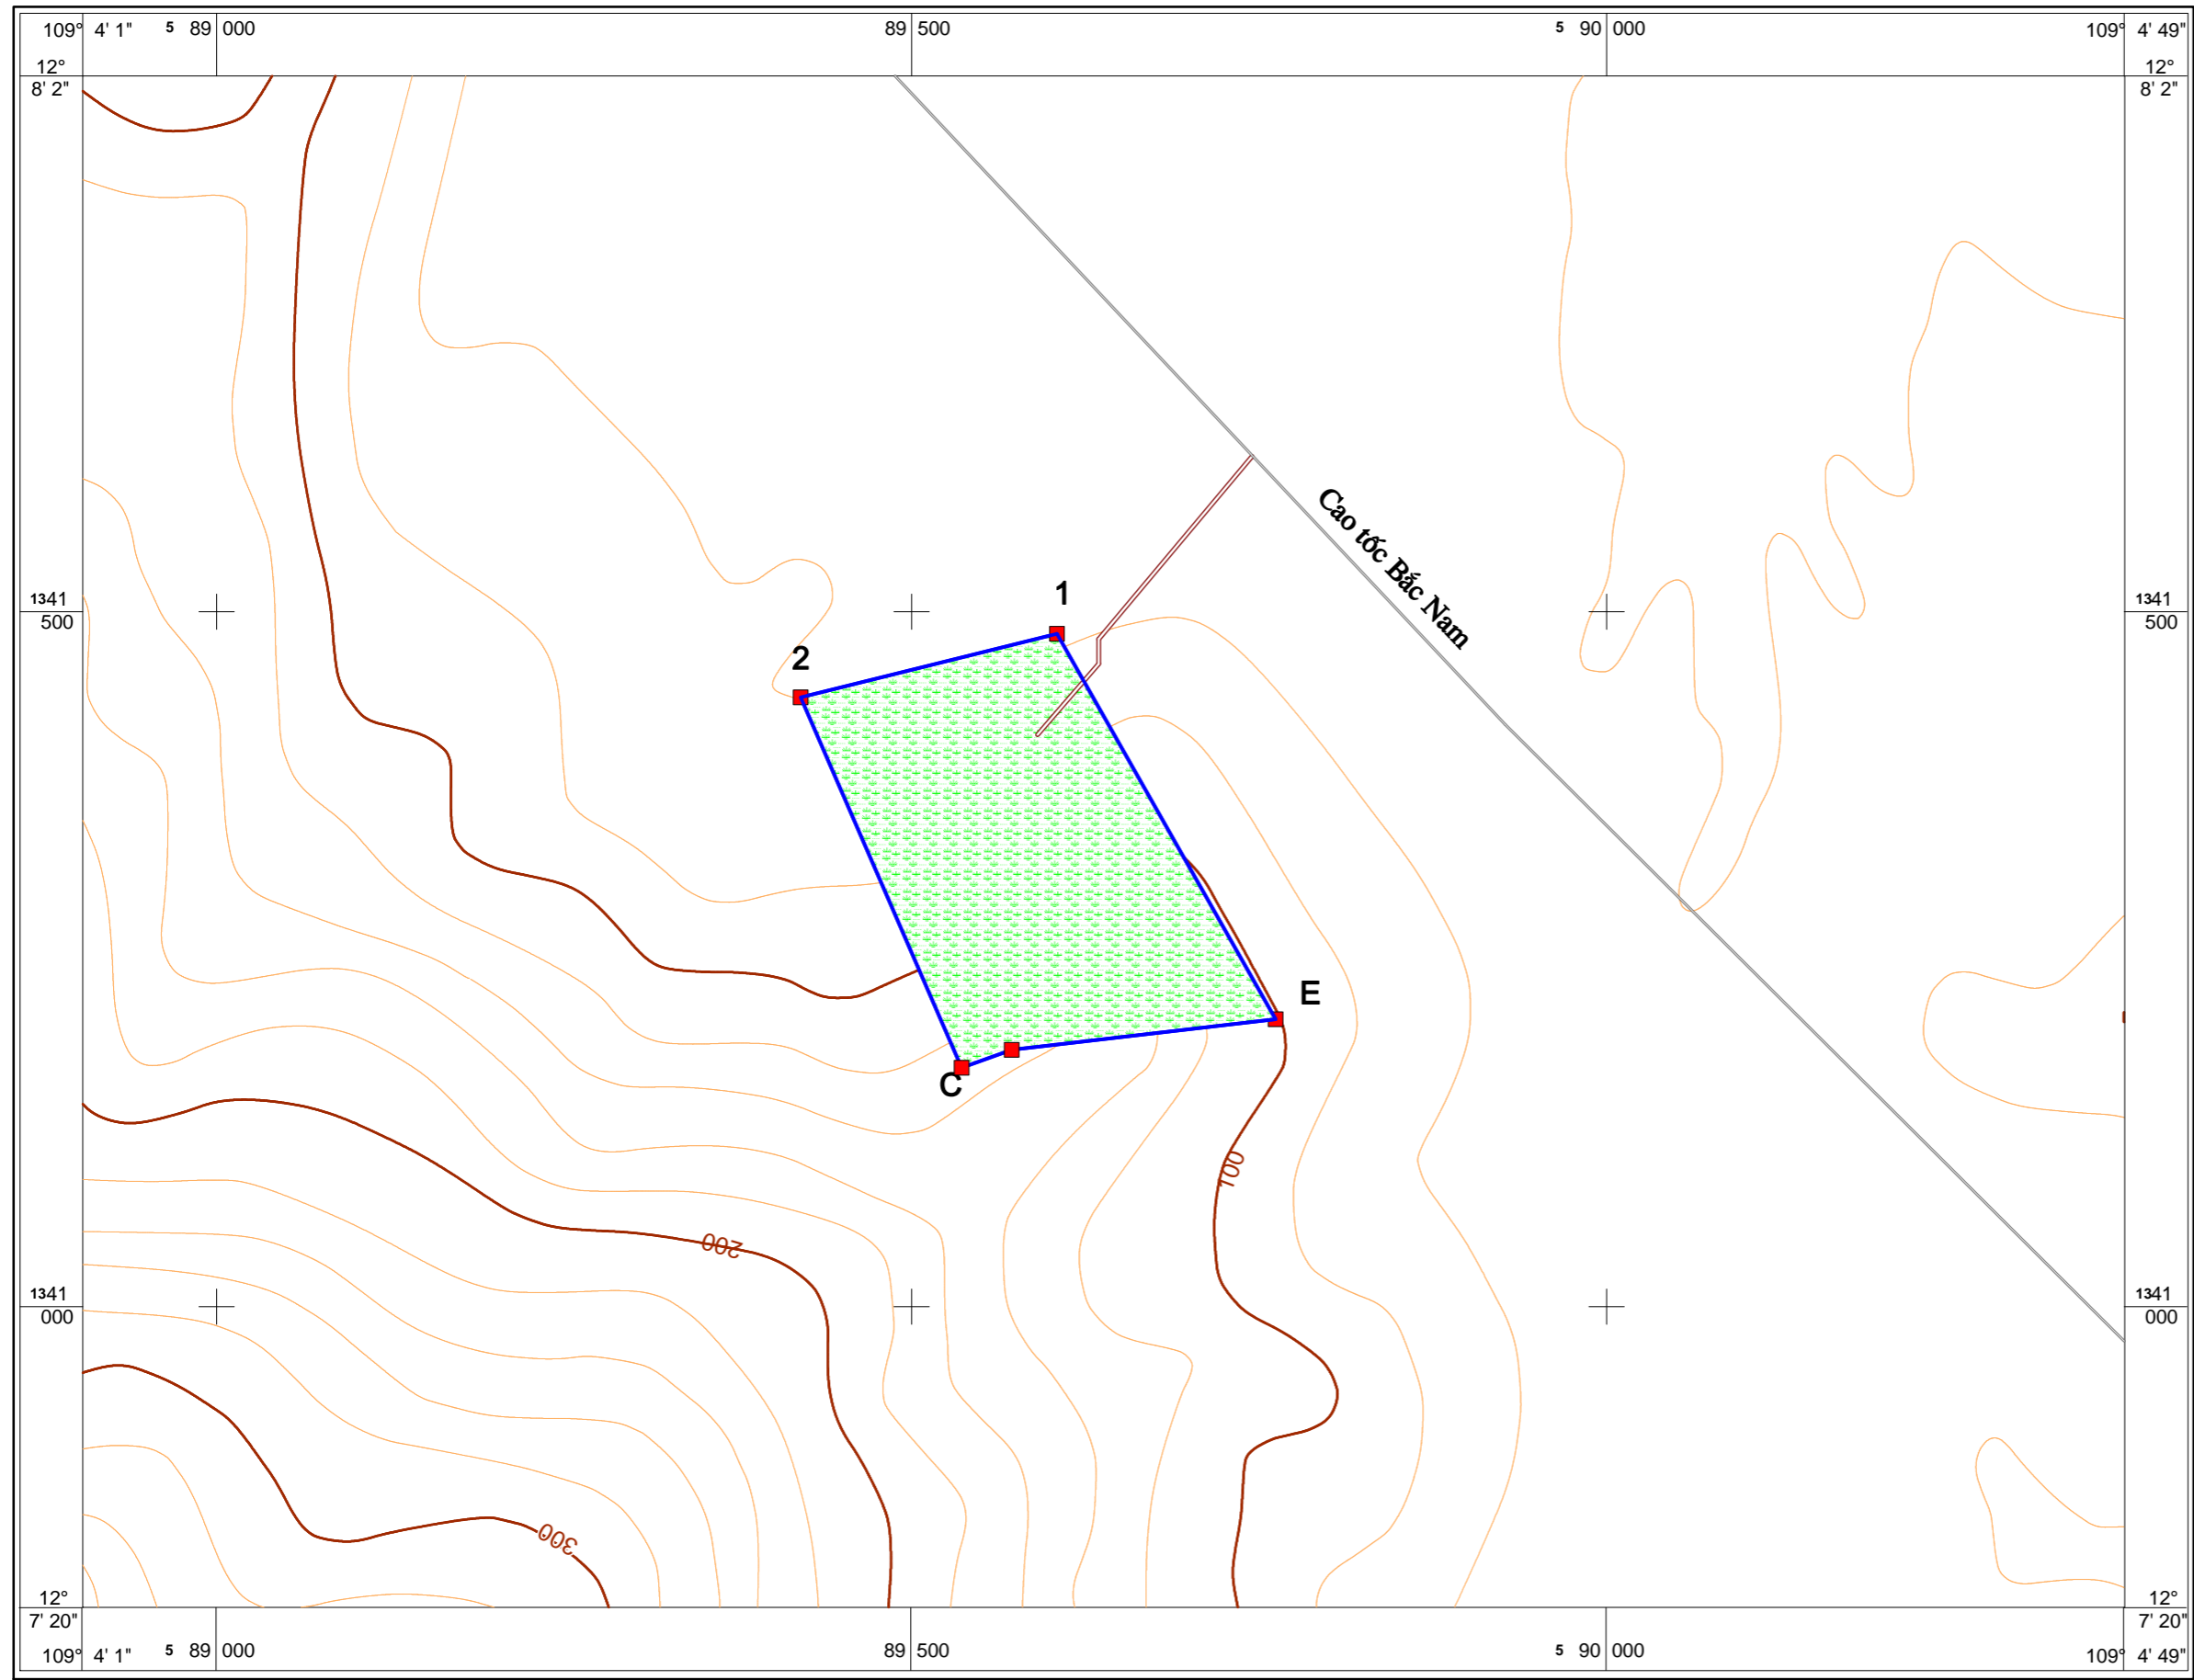 109° 4' 1" 5 89 000 89 500 5 90 000 109° 4' 49"
12° 12°
8' 2" 8' 2"
Cao tốc Bắc Nam
1
1341 1341
500 500
2
E
C
100
200
1341 1341
000 000
300
12° 12°
7' 20" 7' 20"
109° 4' 1" 5 89 000 89 500 5 90 000 109° 4' 49"